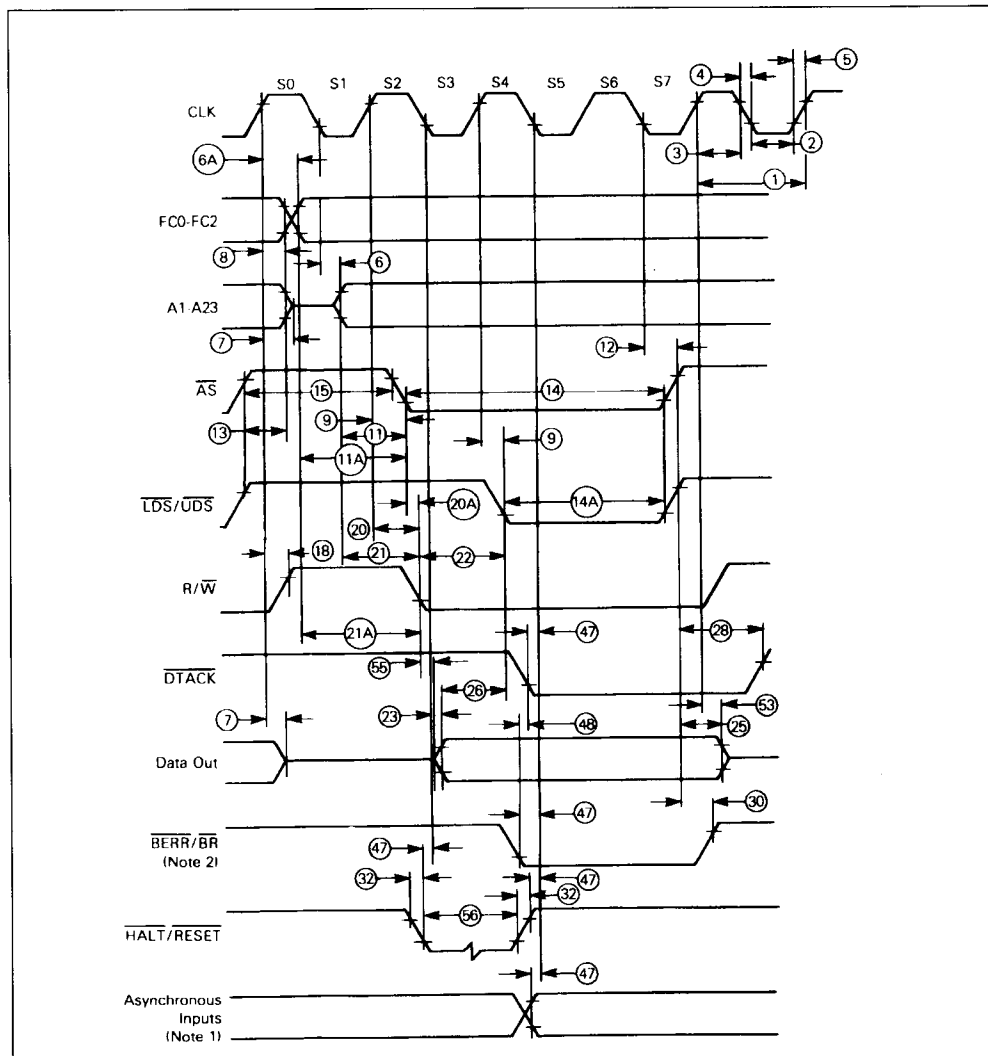 S0 S1 S2 S3 S4 S5 S6 S7
4 5
CLK
3 2
6A
1
FC0-FC2
8 6
A1-A23
7
12
AS
15 14
9
13 11 9
11A
LDS/UDS
20A 14A
20
18 21 22
R/W
21A 47 28
55
DTACK
26 53
23 48 25
7
Data Out
47 30
BERR/BR
(Note 2)
47
32 47
32
56
HALT/RESET
47
Asynchronous
Inputs
(Note 1)